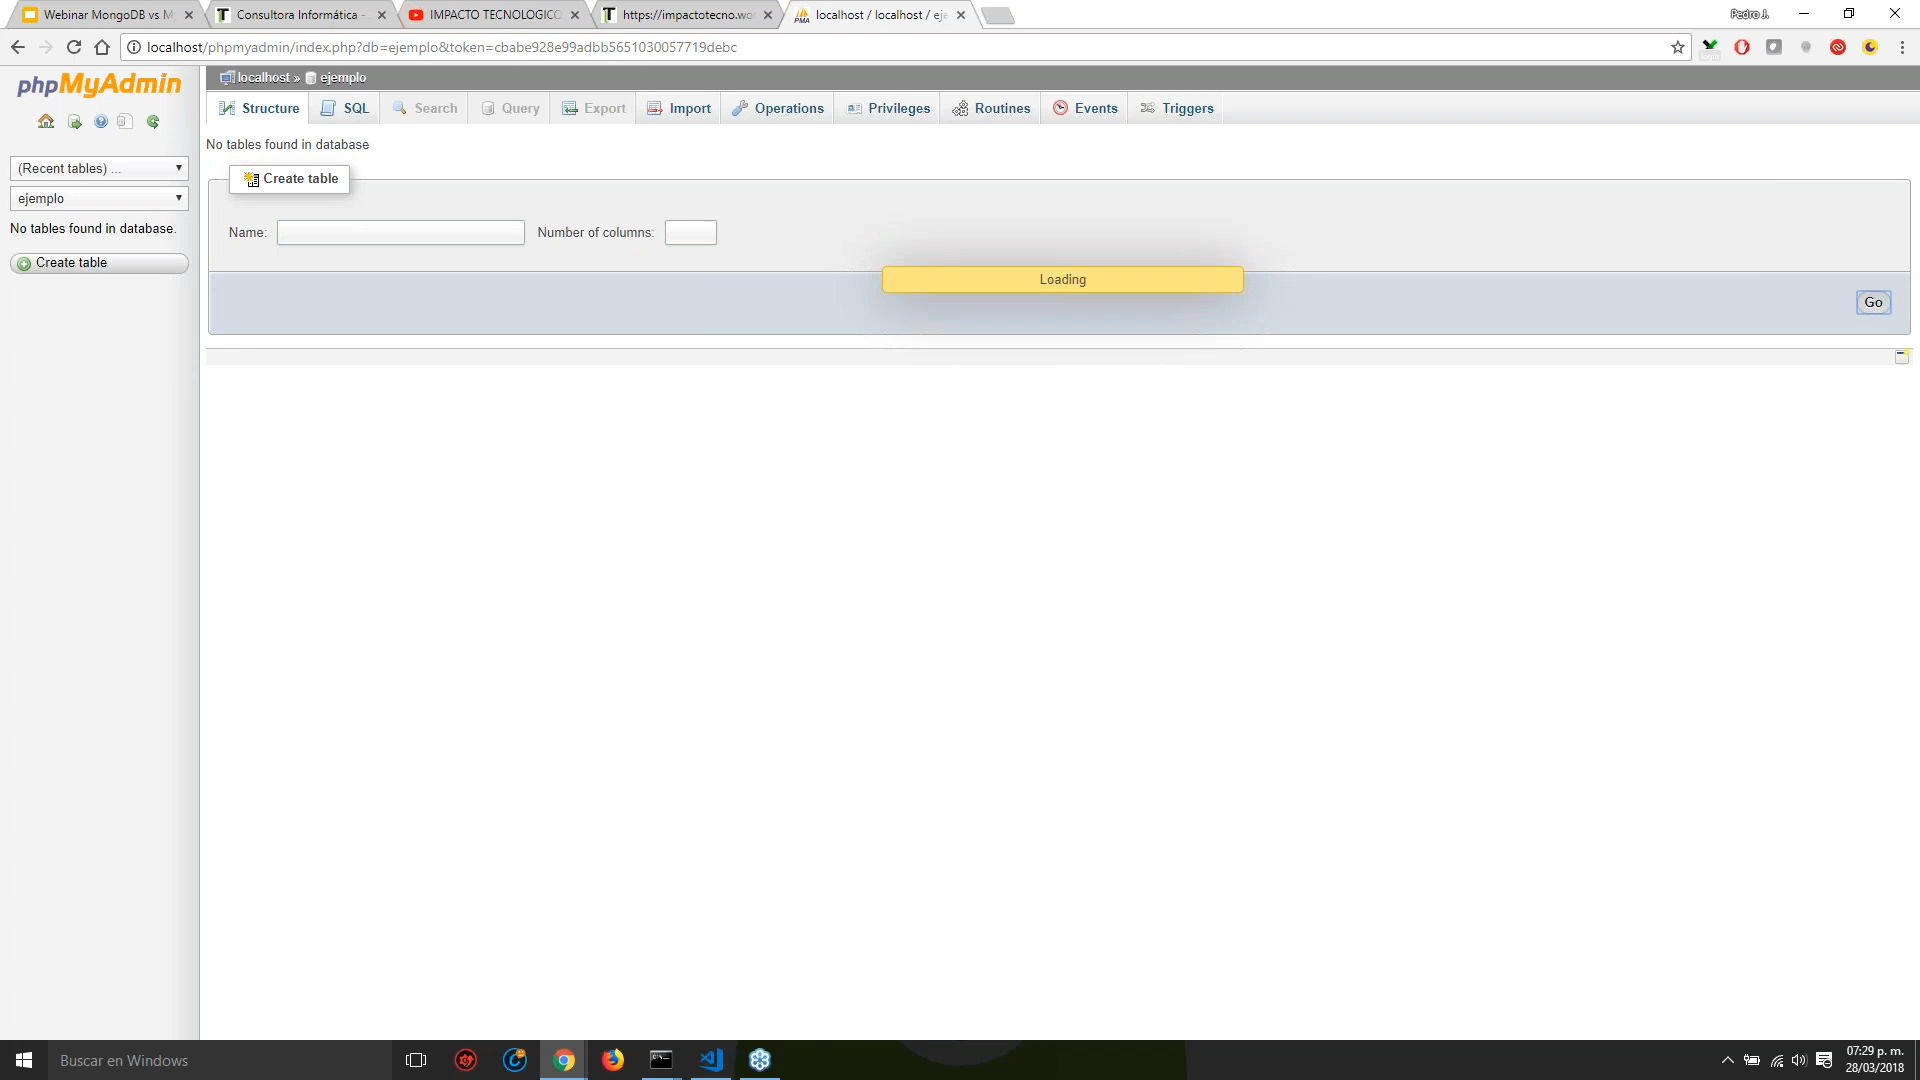 Webinar MongoDB vs M
Consultora Informática -
IMPACTO TECNOLOGICO
https://impactotecno.wo
localhost / localhost / eje
Pedro J.
localhost/phpmyadmin/index.php?db=ejemplo&token=cbabe928e99adbb5651030057719debc
phpMyAdmin
localhost » ejemplo
Structure
SQL
Search
Query
Export
Import
Operations
Privileges
Routines
Events
Triggers
(Recent tables) ...
ejemplo
No tables found in database.
Create table
No tables found in database
Create table
Name:
Number of columns:
Loading
Go
Buscar en Windows
07:29 p. m.
28/03/2018